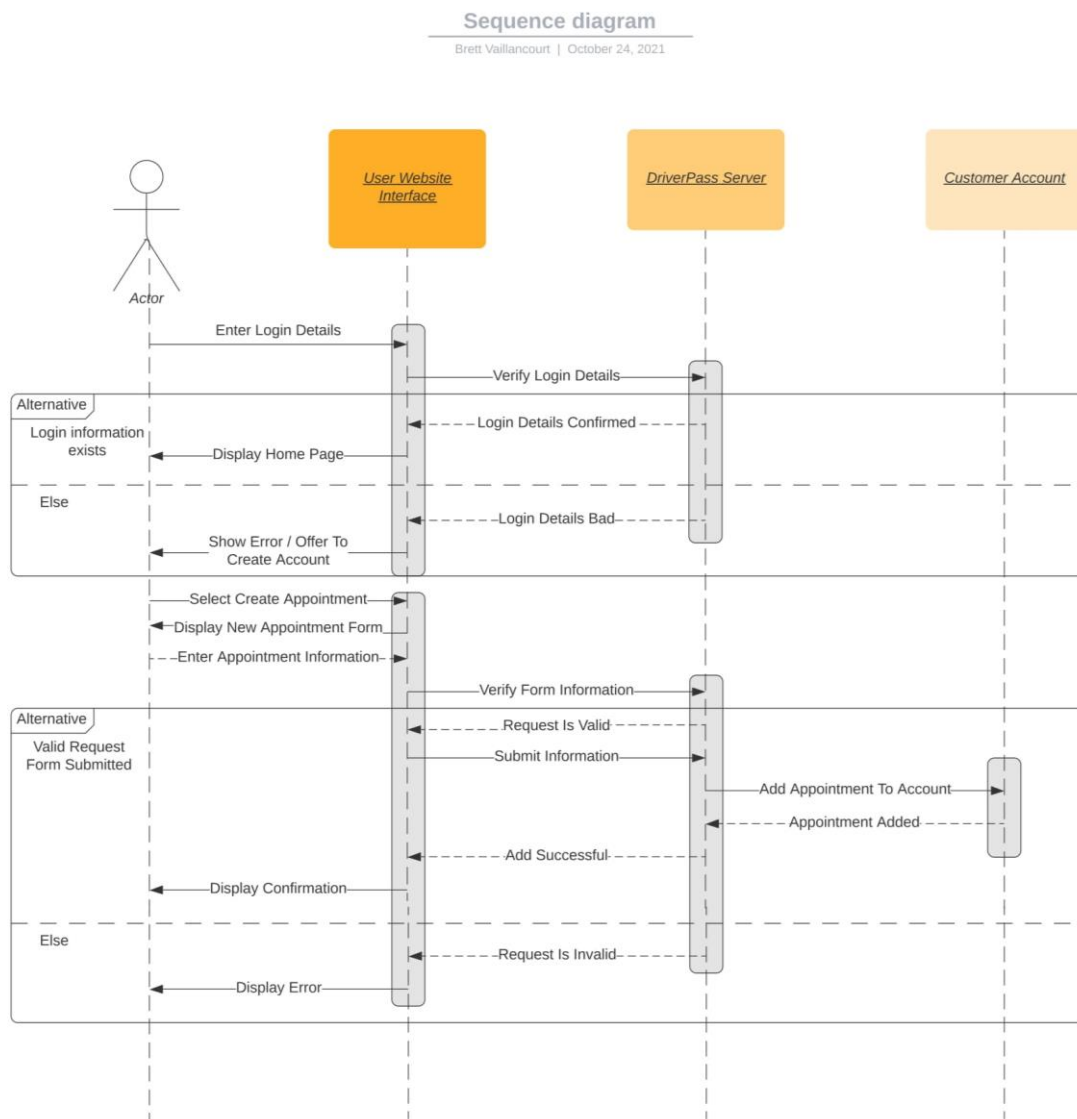 Sequence diagram
Brett Vaillancourt | October 24, 2021
User Website
Interface
DriverPass Server
Customer Account
Actor
Enter Login Details
Verify Login Details
Alternative
Login information
exists
Login Details Confirmed
Display Home Page
Else
Login Details Bad
Show Error / Offer To
Create Account
Select Create Appointment
Display New Appointment Form
Enter Appointment Information
Verify Form Information
Alternative
Valid Request
Form Submitted
Request Is Valid
Submit Information
Add Appointment To Account
Appointment Added
Add Successful
Display Confirmation
Else
Request Is Invalid
Display Error